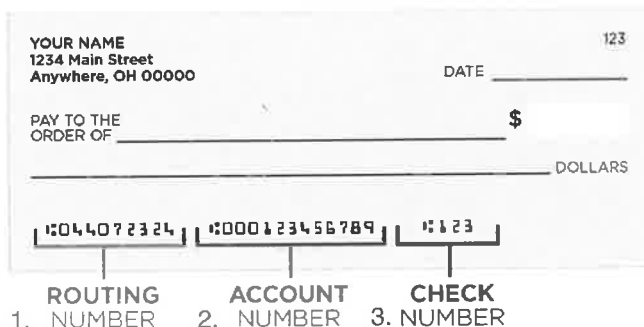 YOUR NAME 123
1234 Main Street
Anywhere, OH 00000
DATE
PAY TO THE
ORDER OF $
DOLLARS
⑆044072324⑆ ⑆000123456789⑆ ⑆123
ROUTING ACCOUNT CHECK
1. NUMBER 2. NUMBER 3. NUMBER